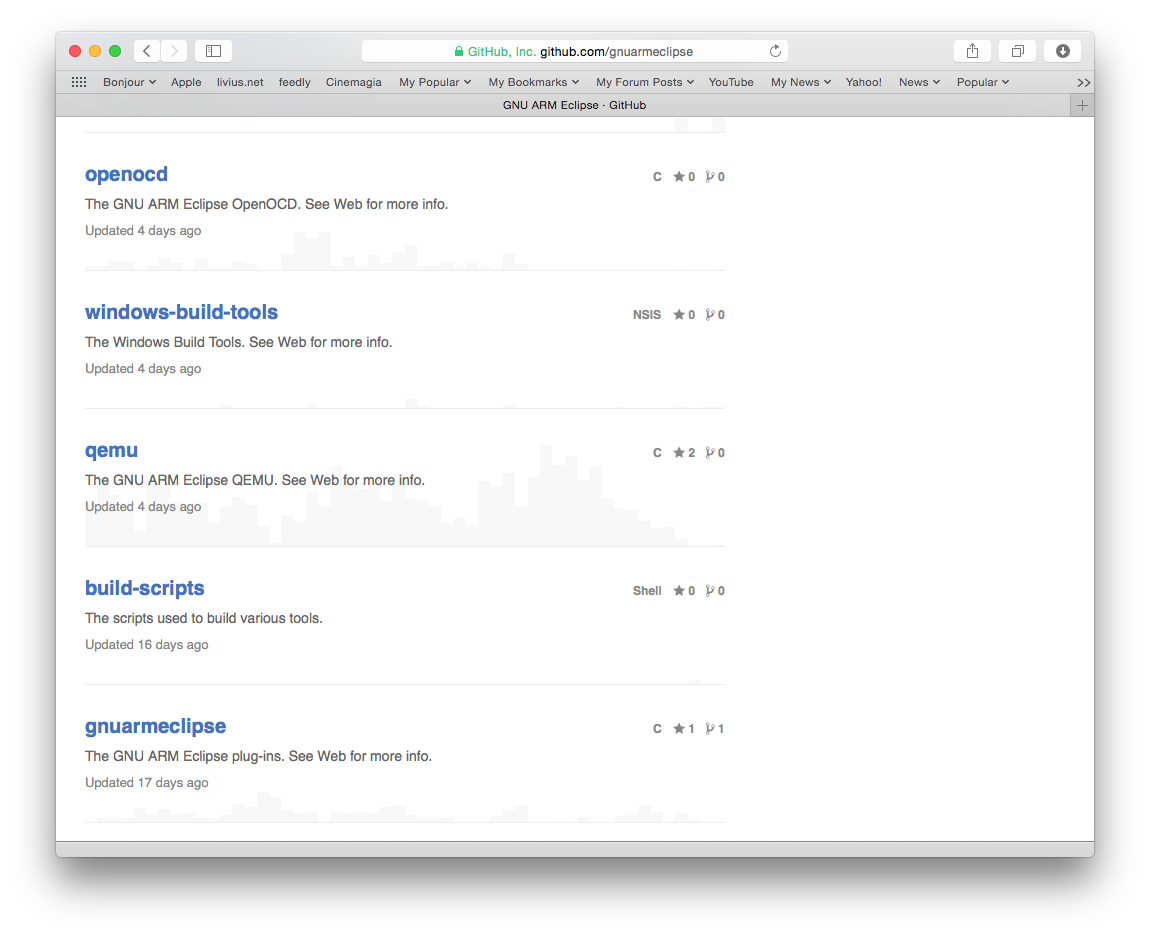 GitHub, Inc. github.com/gnuarmeclipse
Bonjour Apple livius.net feedly Cinemagia My Popular My Bookmarks My Forum Posts YouTube My News Yahoo! News Popular
GNU ARM Eclipse · GitHub
openocd C 0 0
The GNU ARM Eclipse OpenOCD. See Web for more info.
Updated 4 days ago
windows-build-tools NSIS 0 0
The Windows Build Tools. See Web for more info.
Updated 4 days ago
qemu C 2 0
The GNU ARM Eclipse QEMU. See Web for more info.
Updated 4 days ago
build-scripts Shell 0 0
The scripts used to build various tools.
Updated 16 days ago
gnuarmeclipse C 1 1
The GNU ARM Eclipse plug-ins. See Web for more info.
Updated 17 days ago